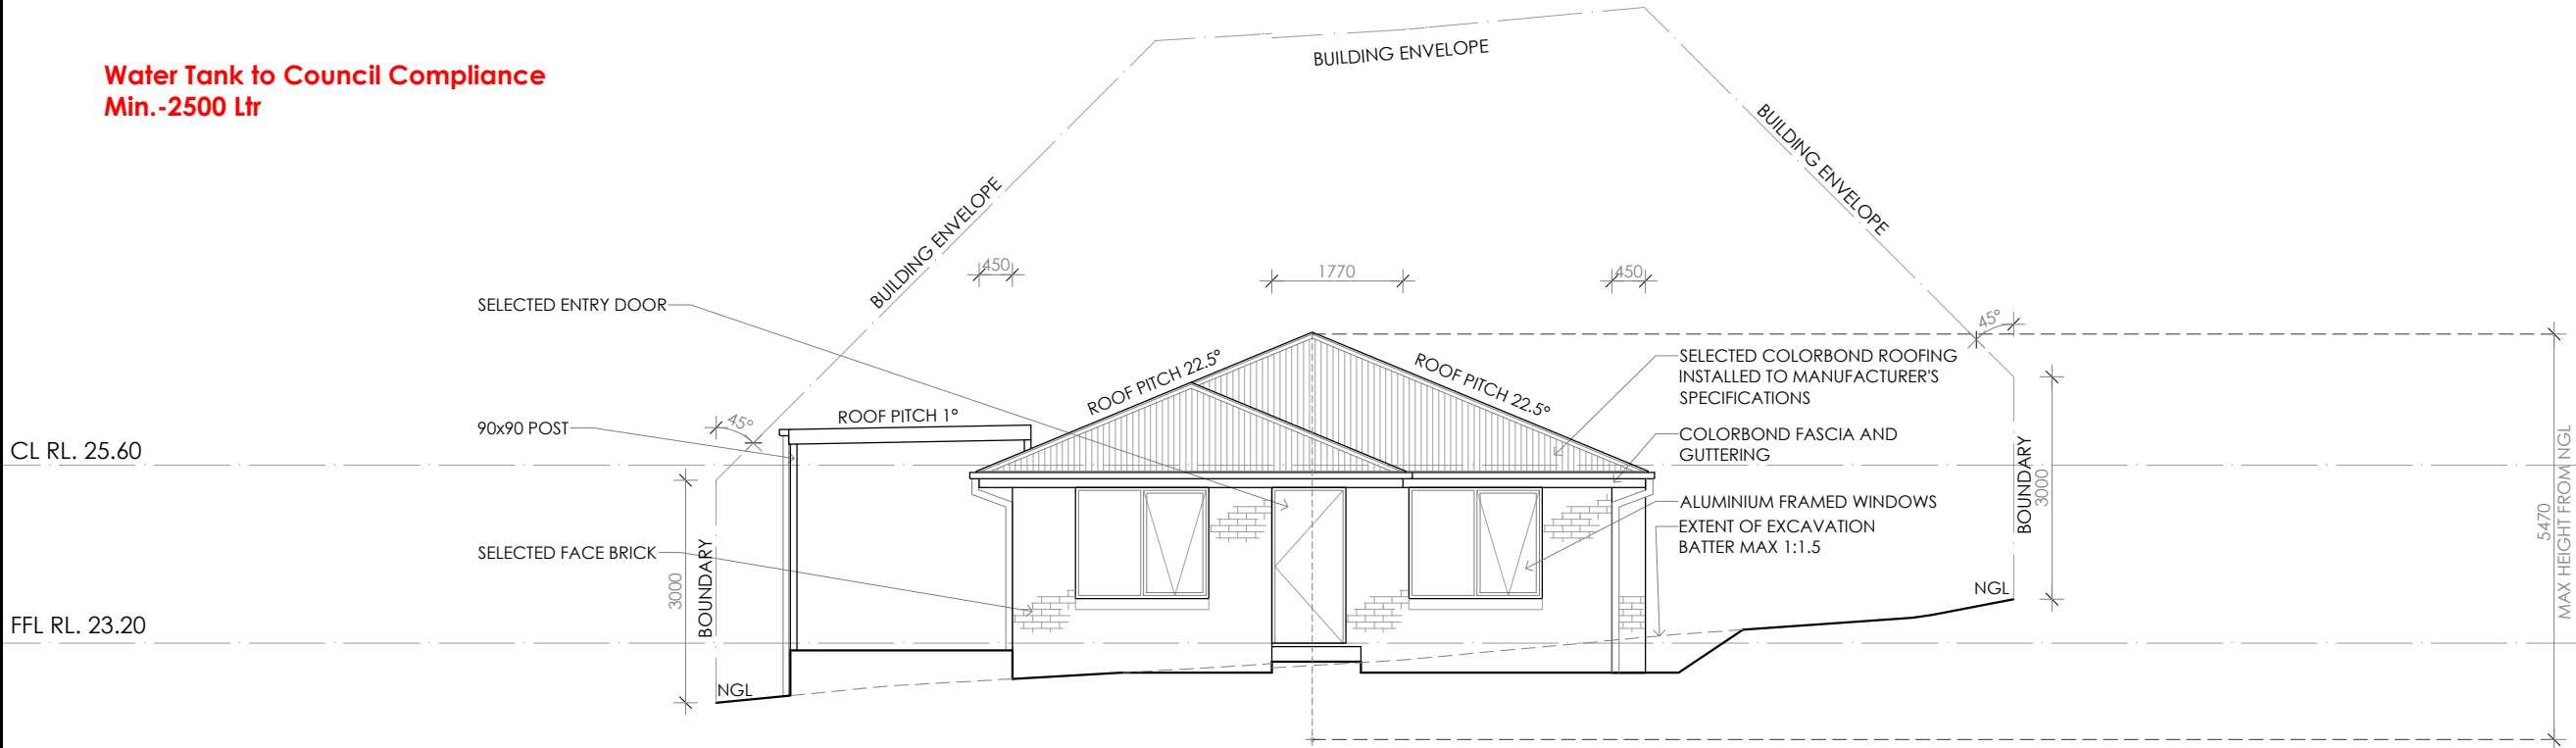 Water Tank to Council Compliance
Min.-2500 Ltr
BUILDING ENVELOPE
BUILDING ENVELOPE
BUILDING ENVELOPE
450
1770
450
SELECTED ENTRY DOOR
45°
ROOF PITCH 22.5°
ROOF PITCH 22.5°
SELECTED COLORBOND ROOFING
INSTALLED TO MANUFACTURER'S
SPECIFICATIONS
ROOF PITCH 1°
45°
90x90 POST
COLORBOND FASCIA AND
GUTTERING
CL RL. 25.60
BOUNDARY
3000
ALUMINIUM FRAMED WINDOWS
EXTENT OF EXCAVATION
BATTER MAX 1:1.5
5470
MAX HEIGHT FROM NGL
SELECTED FACE BRICK
3000
BOUNDARY
NGL
FFL RL. 23.20
NGL